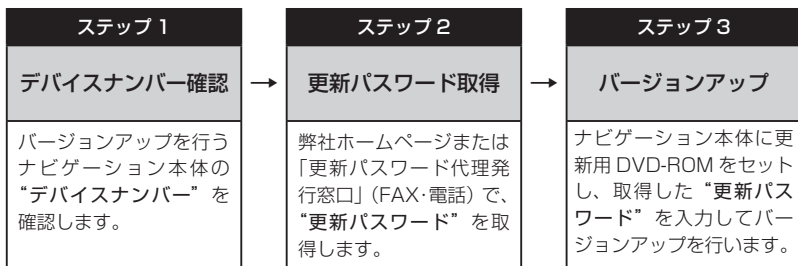 ステップ 1
デバイスナンバー確認
バージョンアップを行う
ナビゲーション本体の
“デバイスナンバー” を
確認します。
→
ステップ 2
更新パスワード取得
弊社ホームページまたは
「更新パスワード代理発
行窓口」（FAX・電話）で、
“更新パスワード” を取
得します。
→
ステップ 3
バージョンアップ
ナビゲーション本体に更
新用 DVD-ROM をセット
し、取得した “更新パス
ワード” を入力してバー
ジョンアップを行います。